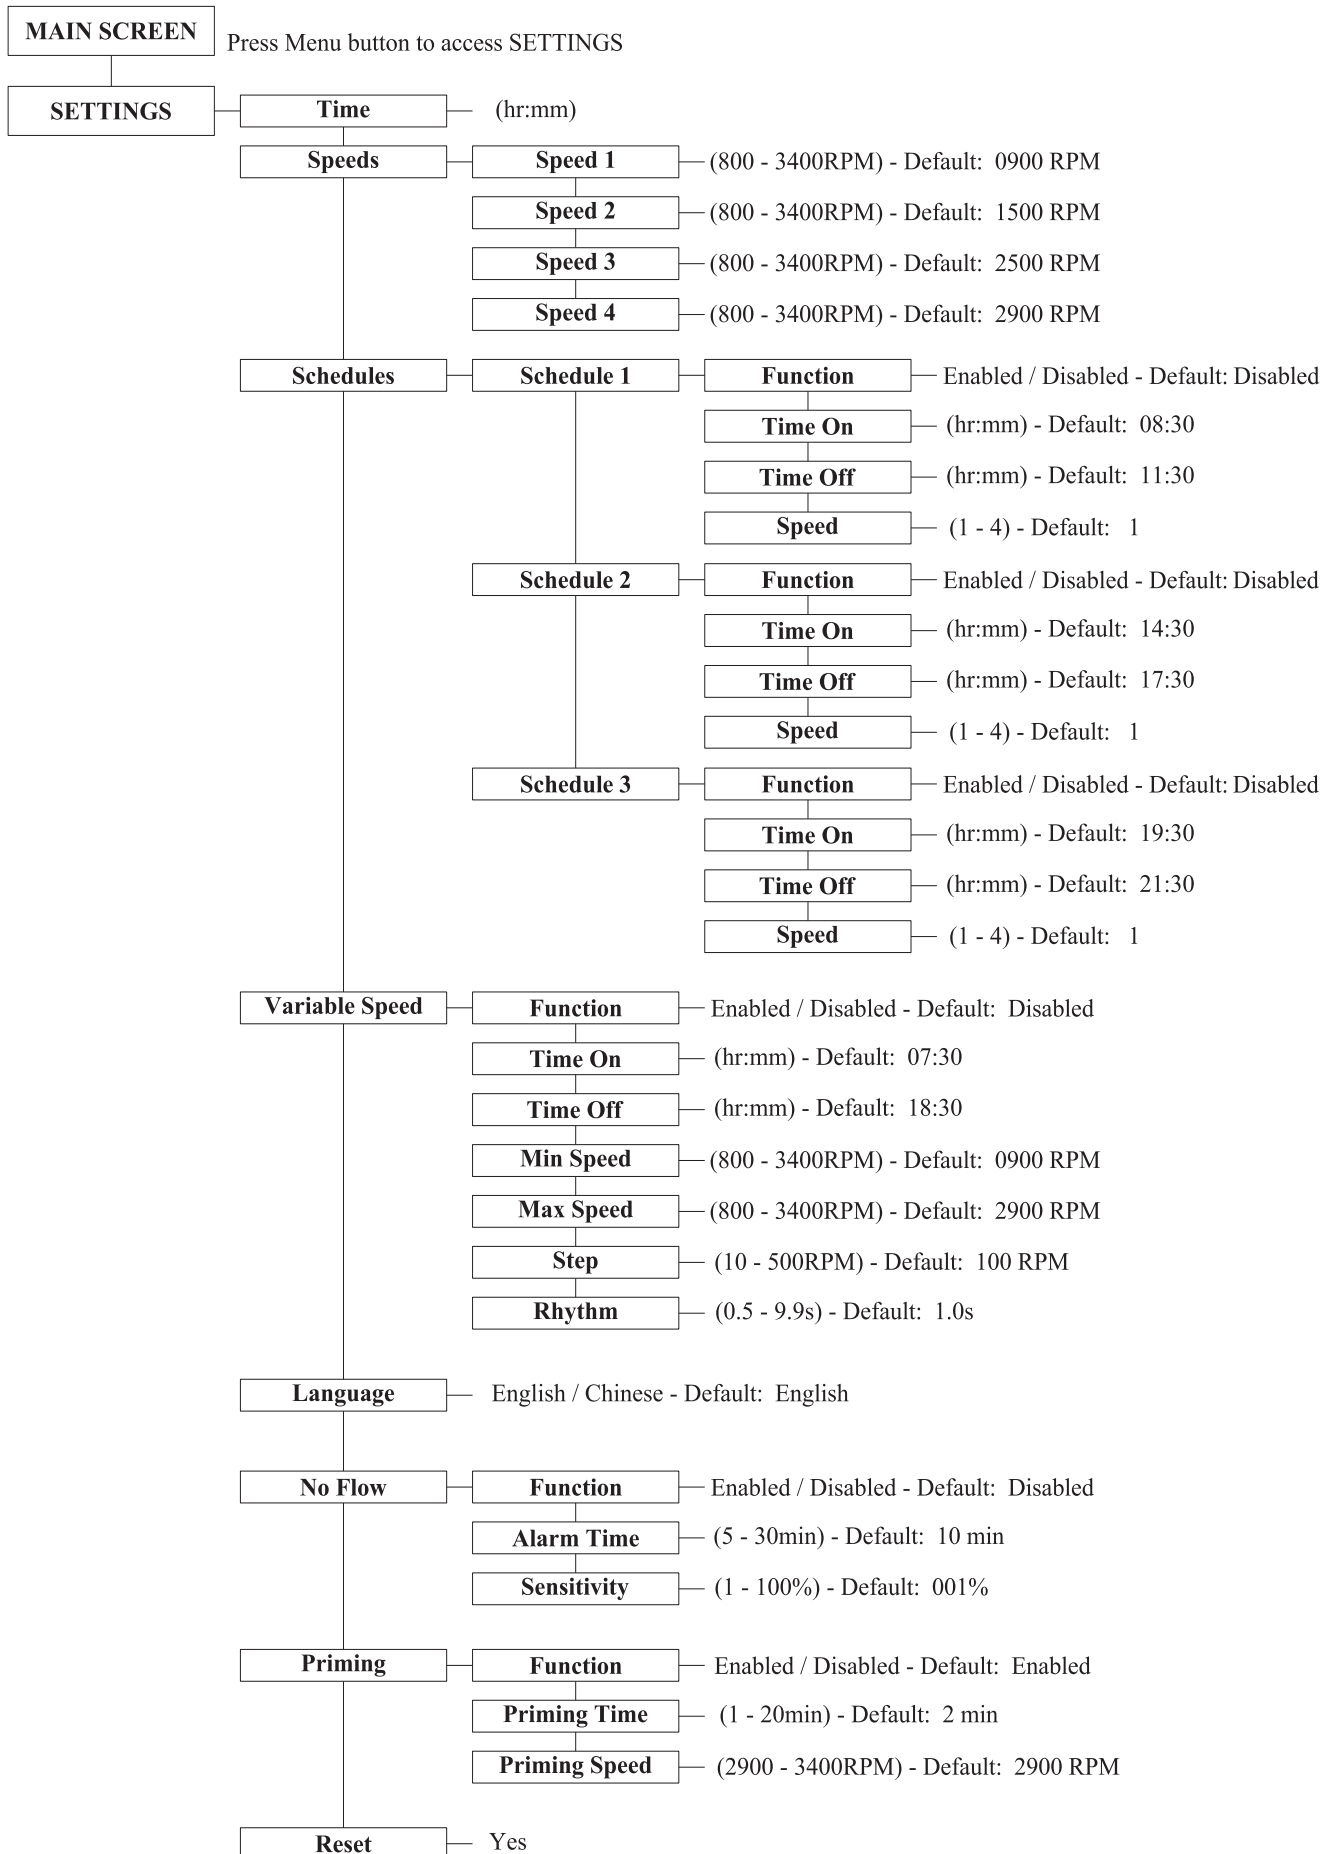 MAIN SCREEN
Press Menu button to access SETTINGS
SETTINGS
Time
(hr:mm)
Speeds
Speed 1
(800 - 3400RPM) - Default: 0900 RPM
Speed 2
(800 - 3400RPM) - Default: 1500 RPM
Speed 3
(800 - 3400RPM) - Default: 2500 RPM
Speed 4
(800 - 3400RPM) - Default: 2900 RPM
Schedules
Schedule 1
Function
Enabled / Disabled - Default: Disabled
Time On
(hr:mm) - Default: 08:30
Time Off
(hr:mm) - Default: 11:30
Speed
(1 - 4) - Default: 1
Schedule 2
Function
Enabled / Disabled - Default: Disabled
Time On
(hr:mm) - Default: 14:30
Time Off
(hr:mm) - Default: 17:30
Speed
(1 - 4) - Default: 1
Schedule 3
Function
Enabled / Disabled - Default: Disabled
Time On
(hr:mm) - Default: 19:30
Time Off
(hr:mm) - Default: 21:30
Speed
(1 - 4) - Default: 1
Variable Speed
Function
Enabled / Disabled - Default: Disabled
Time On
(hr:mm) - Default: 07:30
Time Off
(hr:mm) - Default: 18:30
Min Speed
(800 - 3400RPM) - Default: 0900 RPM
Max Speed
(800 - 3400RPM) - Default: 2900 RPM
Step
(10 - 500RPM) - Default: 100 RPM
Rhythm
(0.5 - 9.9s) - Default: 1.0s
Language
English / Chinese - Default: English
No Flow
Function
Enabled / Disabled - Default: Disabled
Alarm Time
(5 - 30min) - Default: 10 min
Sensitivity
(1 - 100%) - Default: 001%
Priming
Function
Enabled / Disabled - Default: Enabled
Priming Time
(1 - 20min) - Default: 2 min
Priming Speed
(2900 - 3400RPM) - Default: 2900 RPM
Reset
Yes